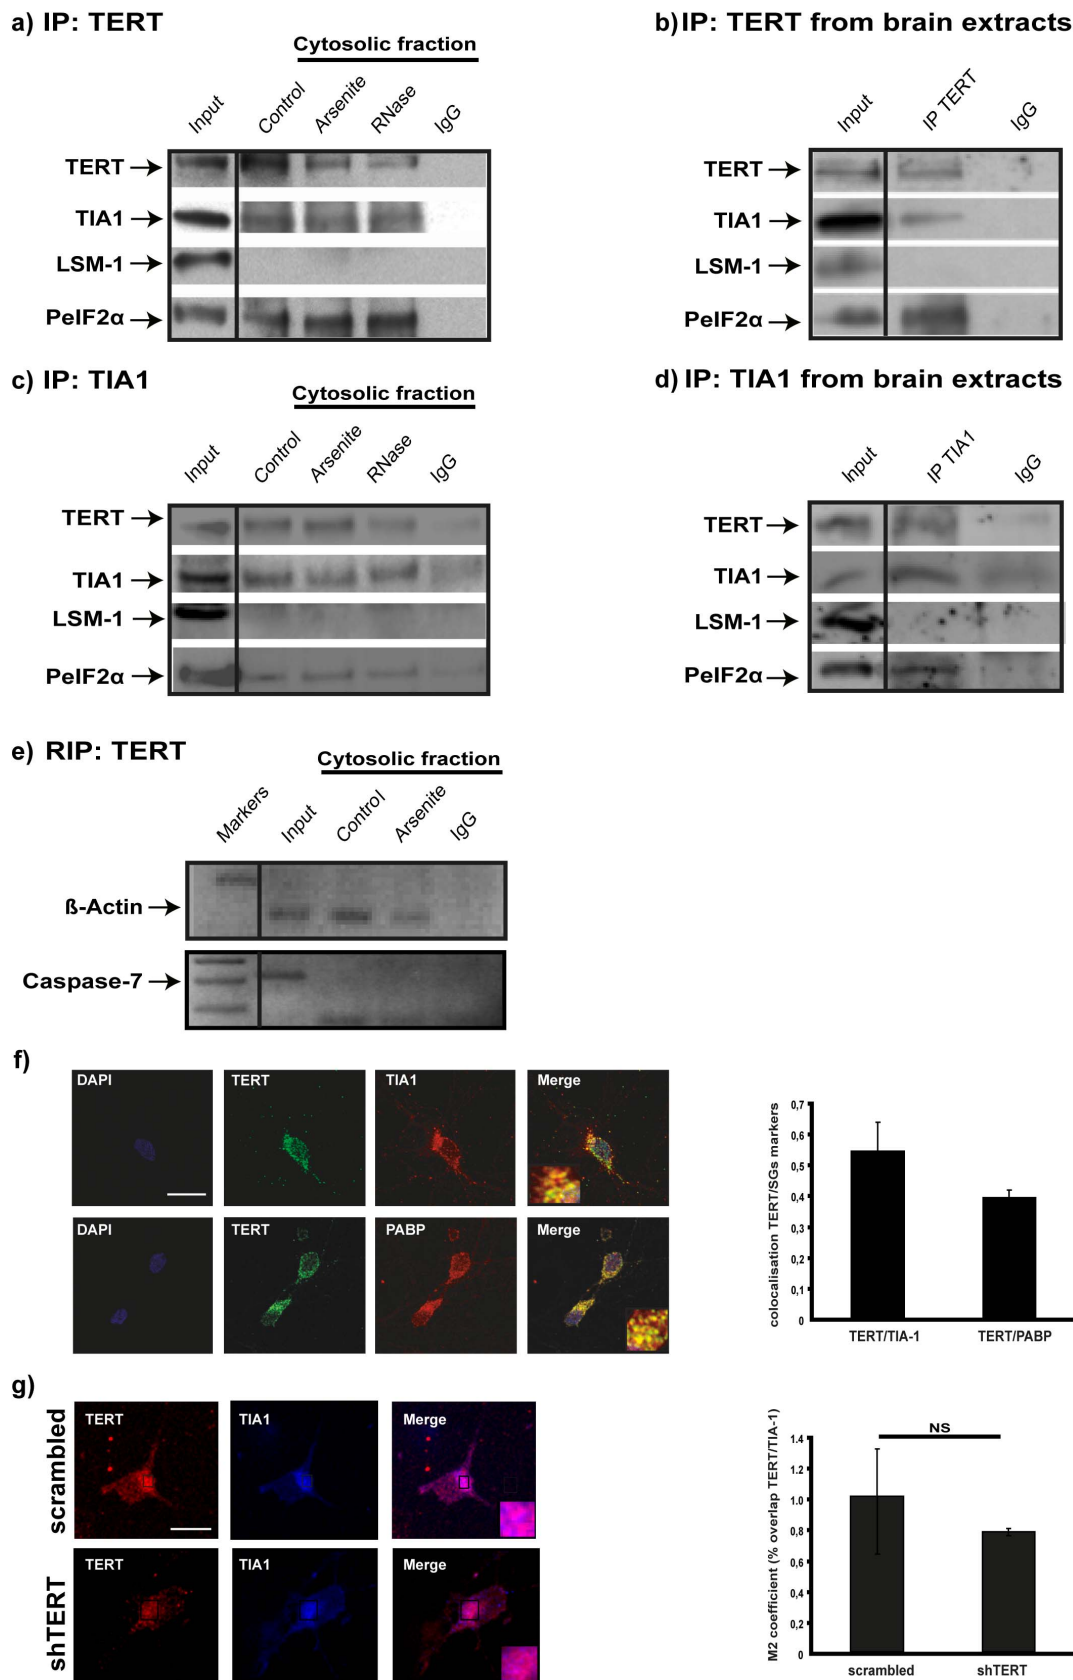 a) IP: TERT
Cytosolic fraction
Input
Control
Arsenite
RNase
IgG
TERT
TIA1
LSM-1
PeIF2α
b) IP: TERT from brain extracts
Input
IP TERT
IgG
TERT
TIA1
LSM-1
PeIF2α
c) IP: TIA1
Cytosolic fraction
Input
Control
Arsenite
RNase
IgG
TERT
TIA1
LSM-1
PeIF2α
d) IP: TIA1 from brain extracts
Input
IP TIA1
IgG
TERT
TIA1
LSM-1
PeIF2α
e) RIP: TERT
Cytosolic fraction
Markers
Input
Control
Arsenite
IgG
ß-Actin
Caspase-7
f)
DAPI
TERT
TIA1
Merge
DAPI
TERT
PABP
Merge
colocalisation TERT/SGs markers
0,7
0,6
0,5
0,4
0,3
0,2
0,1
0
TERT/TIA-1
TERT/PABP
g)
scrambled
TERT
TIA1
Merge
shTERT
TERT
TIA1
Merge
M2 coefficient (% overlap TERT/TIA-1)
NS
1.4
1.2
1.0
0,8
0,6
0,4
0,2
0,0
scrambled
shTERT